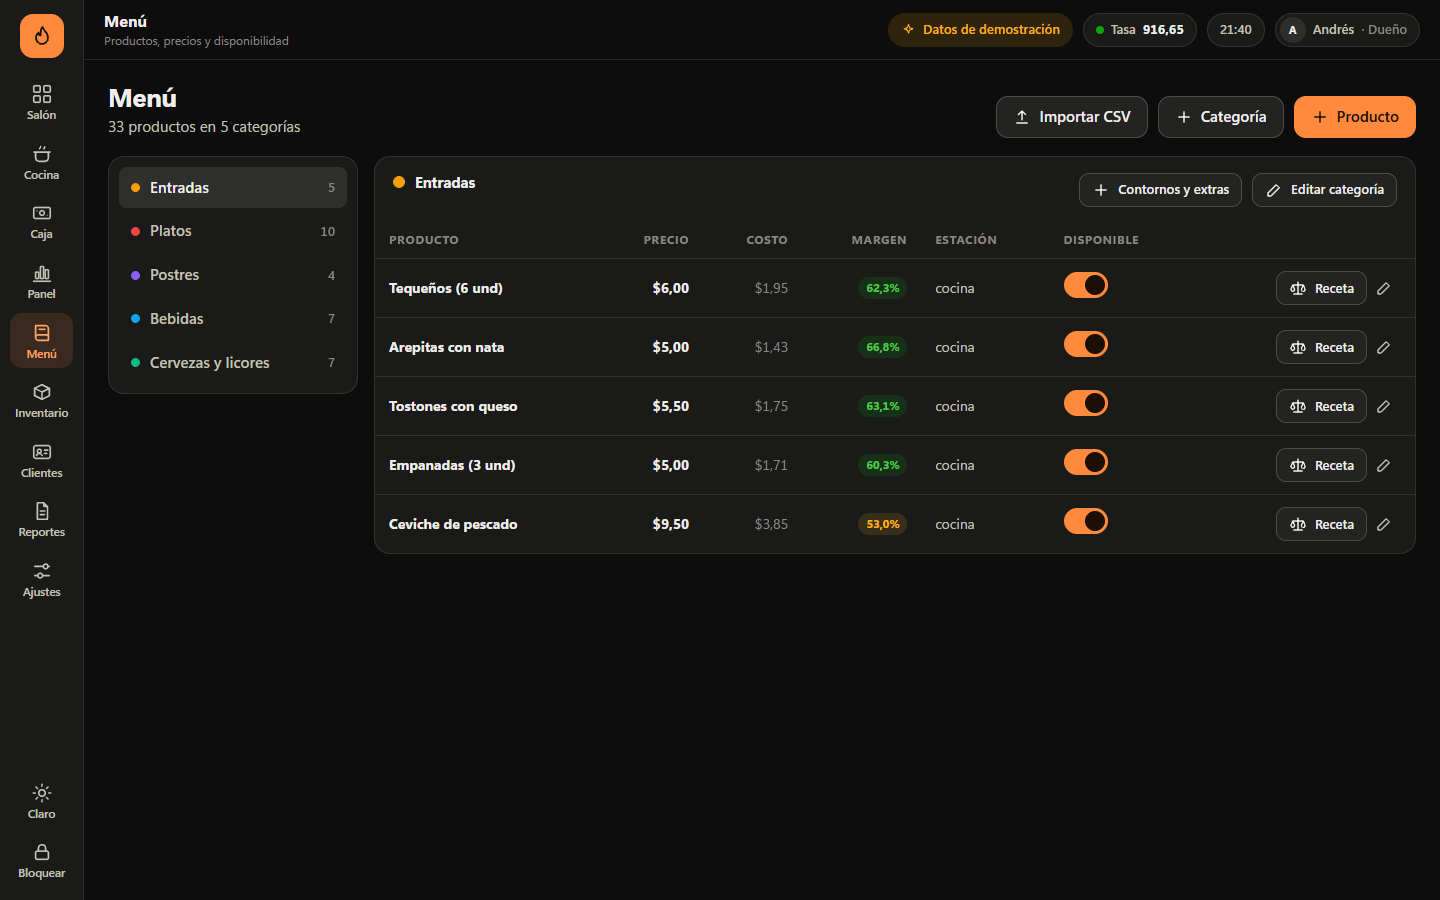 Menú
Productos, precios y disponibilidad
Datos de demostración
Tasa 916,65
21:40
A Andrés · Dueño
Salón
Cocina
Caja
Panel
Menú
Inventario
Clientes
Reportes
Ajustes
Claro
Bloquear
Menú
33 productos en 5 categorías
Importar CSV
Categoría
Producto
Entradas 5
Platos 10
Postres 4
Bebidas 7
Cervezas y licores 7
Entradas
Contornos y extras
Editar categoría
PRODUCTO PRECIO COSTO MARGEN ESTACIÓN DISPONIBLE
Tequeños (6 und) $6,00 $1,95 62,3% cocina Receta
Arepitas con nata $5,00 $1,43 66,8% cocina Receta
Tostones con queso $5,50 $1,75 63,1% cocina Receta
Empanadas (3 und) $5,00 $1,71 60,3% cocina Receta
Ceviche de pescado $9,50 $3,85 53,0% cocina Receta